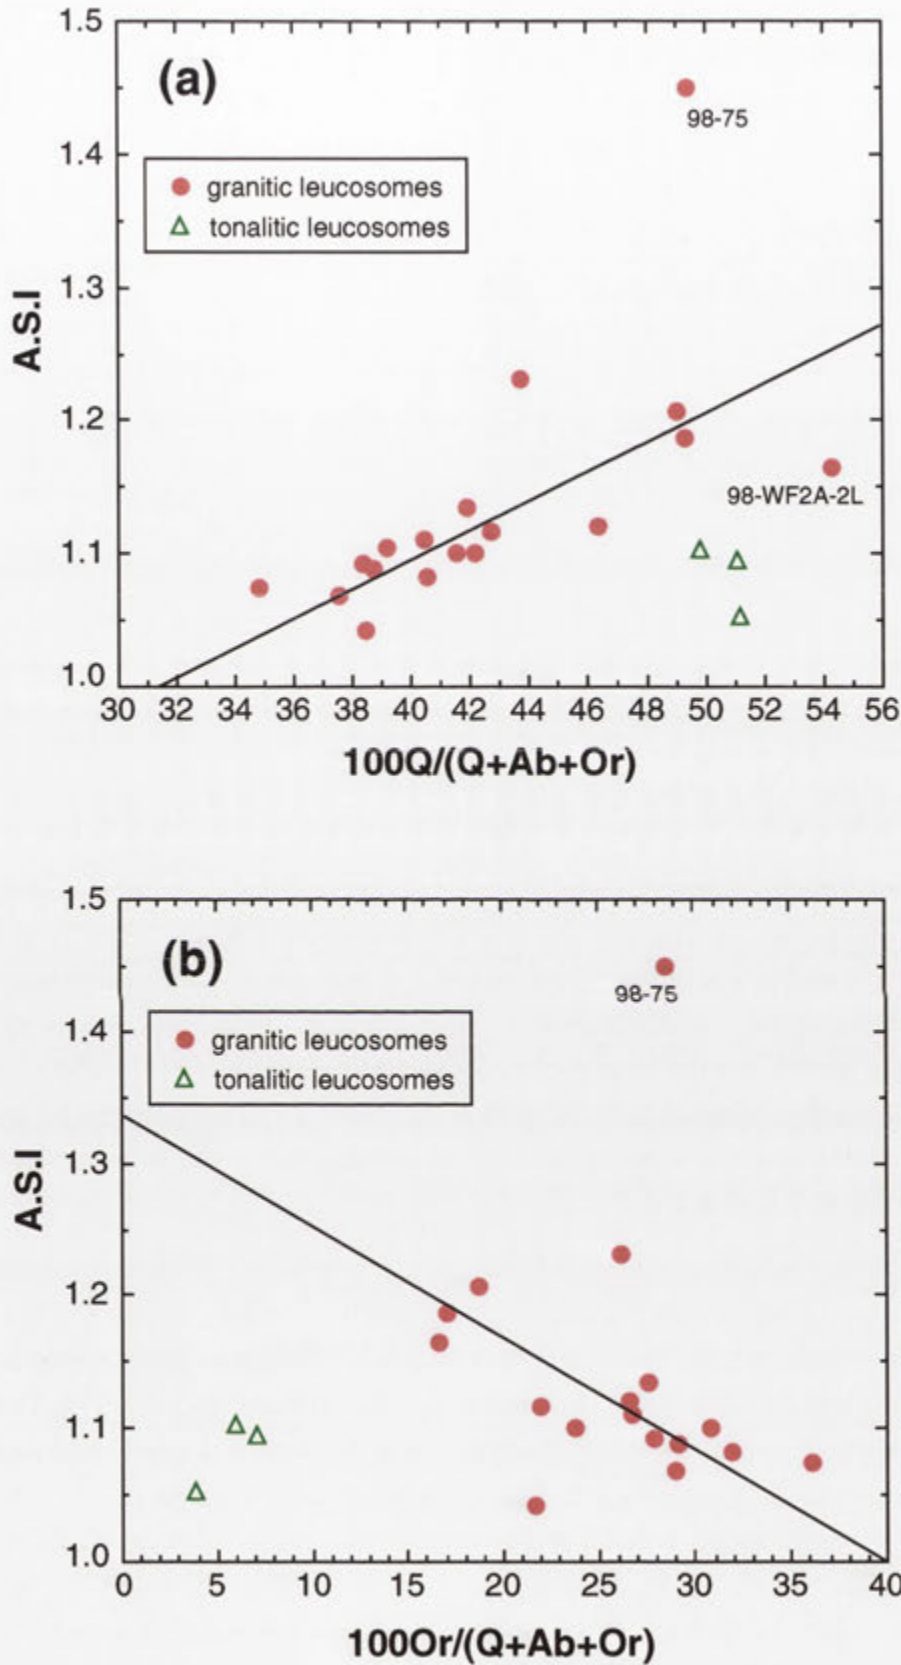 1.5
(a)
98-75
1.4
granitic leucosomes
tonalitic leucosomes
1.3
A.S.I
1.2
98-WF2A-2L
1.1
1.0
30 32 34 36 38 40 42 44 46 48 50 52 54 56
100Q/(Q+Ab+Or)
1.5
(b)
98-75
1.4
granitic leucosomes
tonalitic leucosomes
1.3
A.S.I
1.2
1.1
1.0
0 5 10 15 20 25 30 35 40
100Or/(Q+Ab+Or)